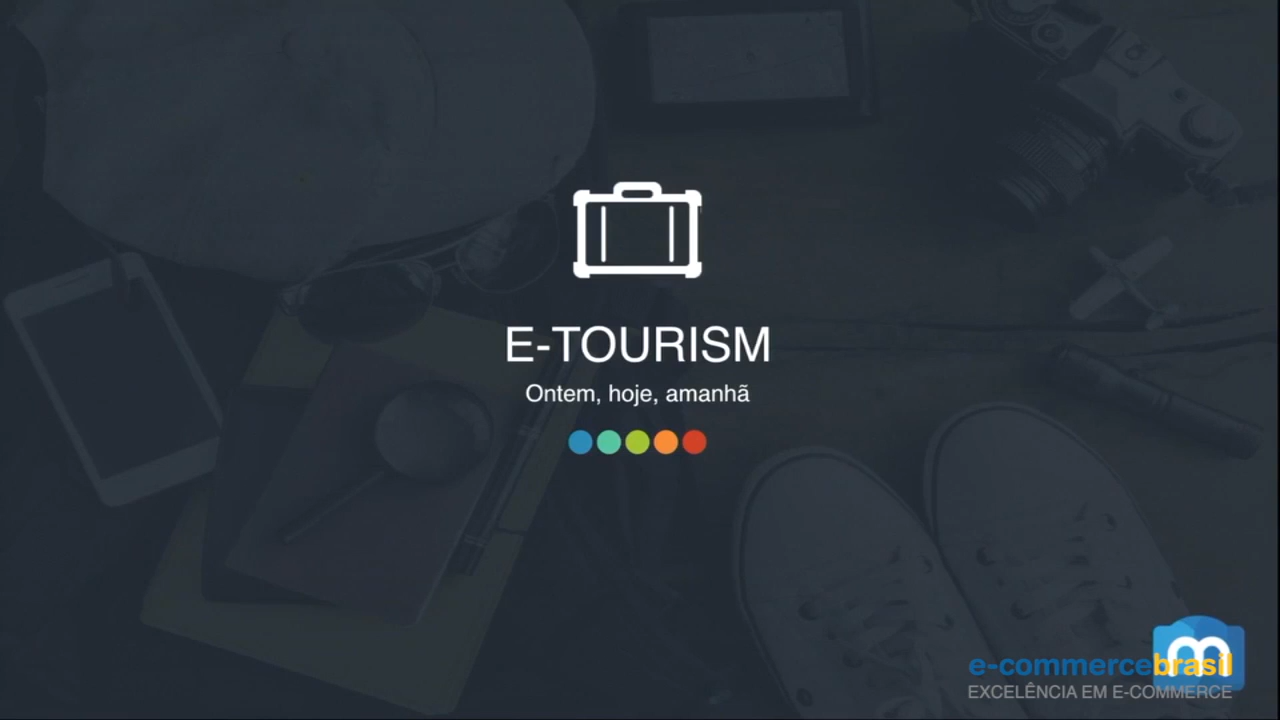 E-TOURISM
Ontem, hoje, amanhã
m
e-commercebrasil
EXCELÊNCIA EM E-COMMERCE